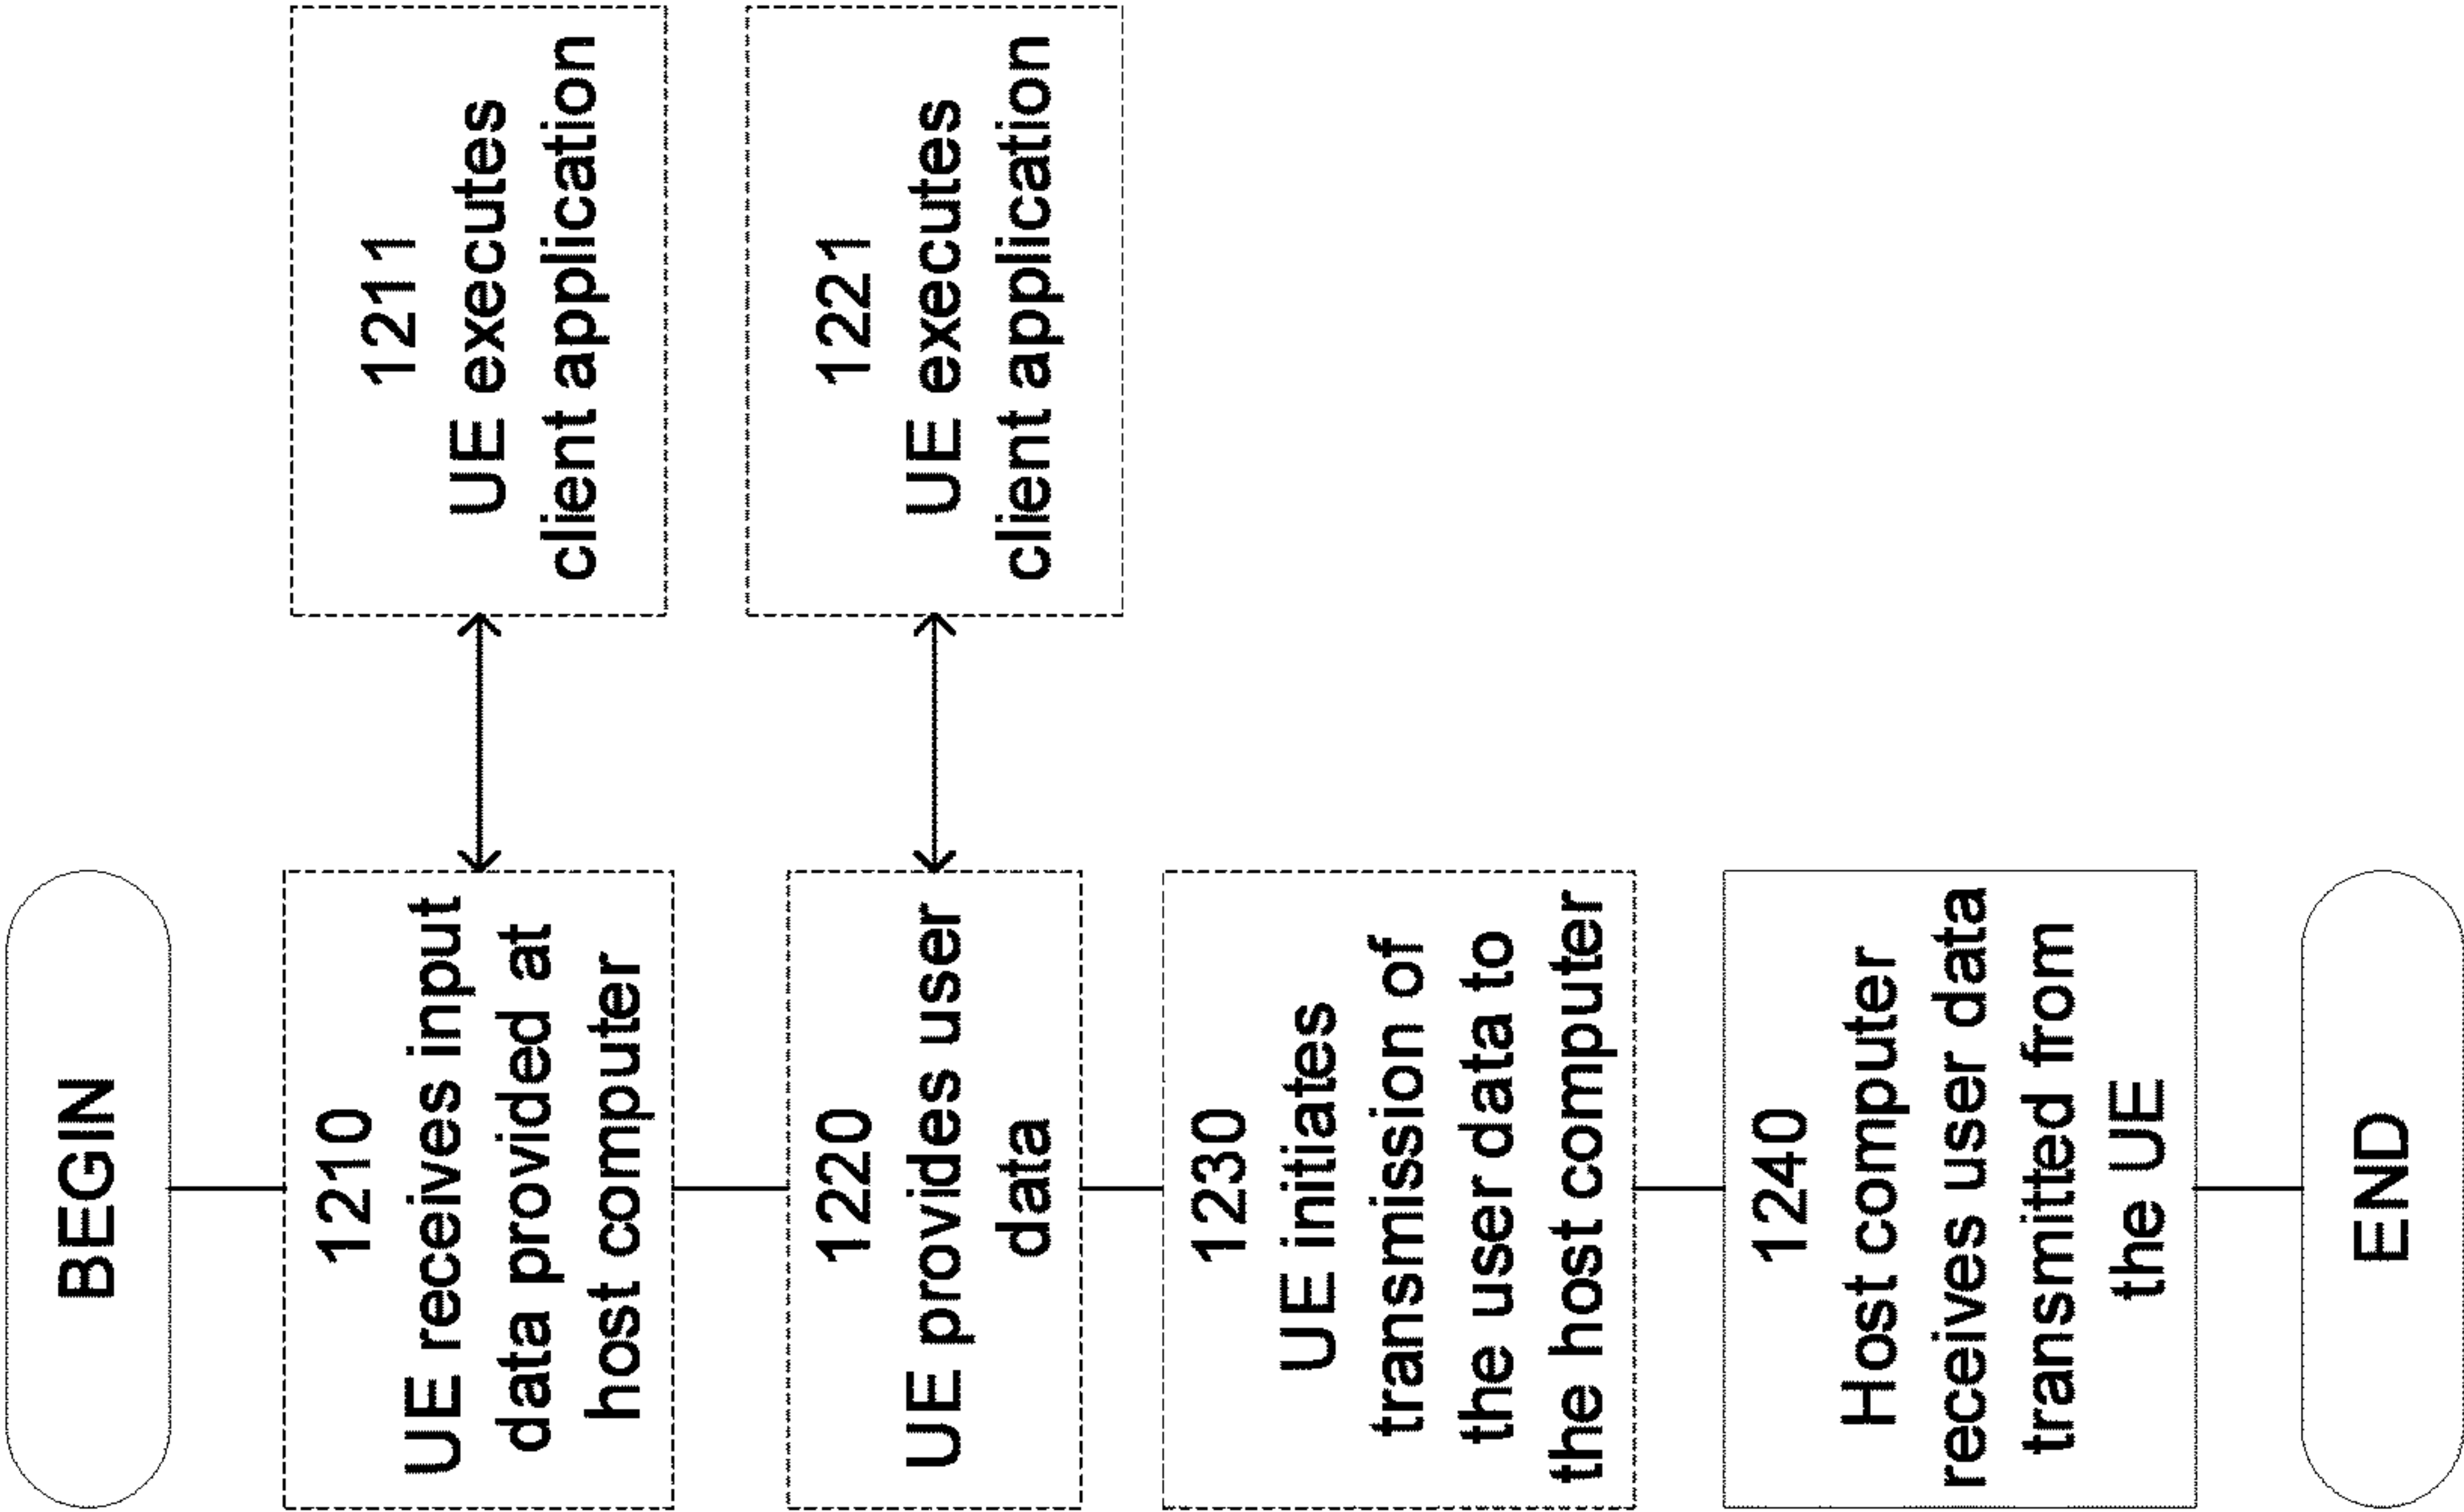 BEGIN
1210
UE receives input
data provided at
host computer
1211
UE executes
client application
1220
UE provides user
data
1221
UE executes
client application
1230
UE initiates
transmission of
the user data to
the host computer
1240
Host computer
receives user data
transmitted from
the UE
END